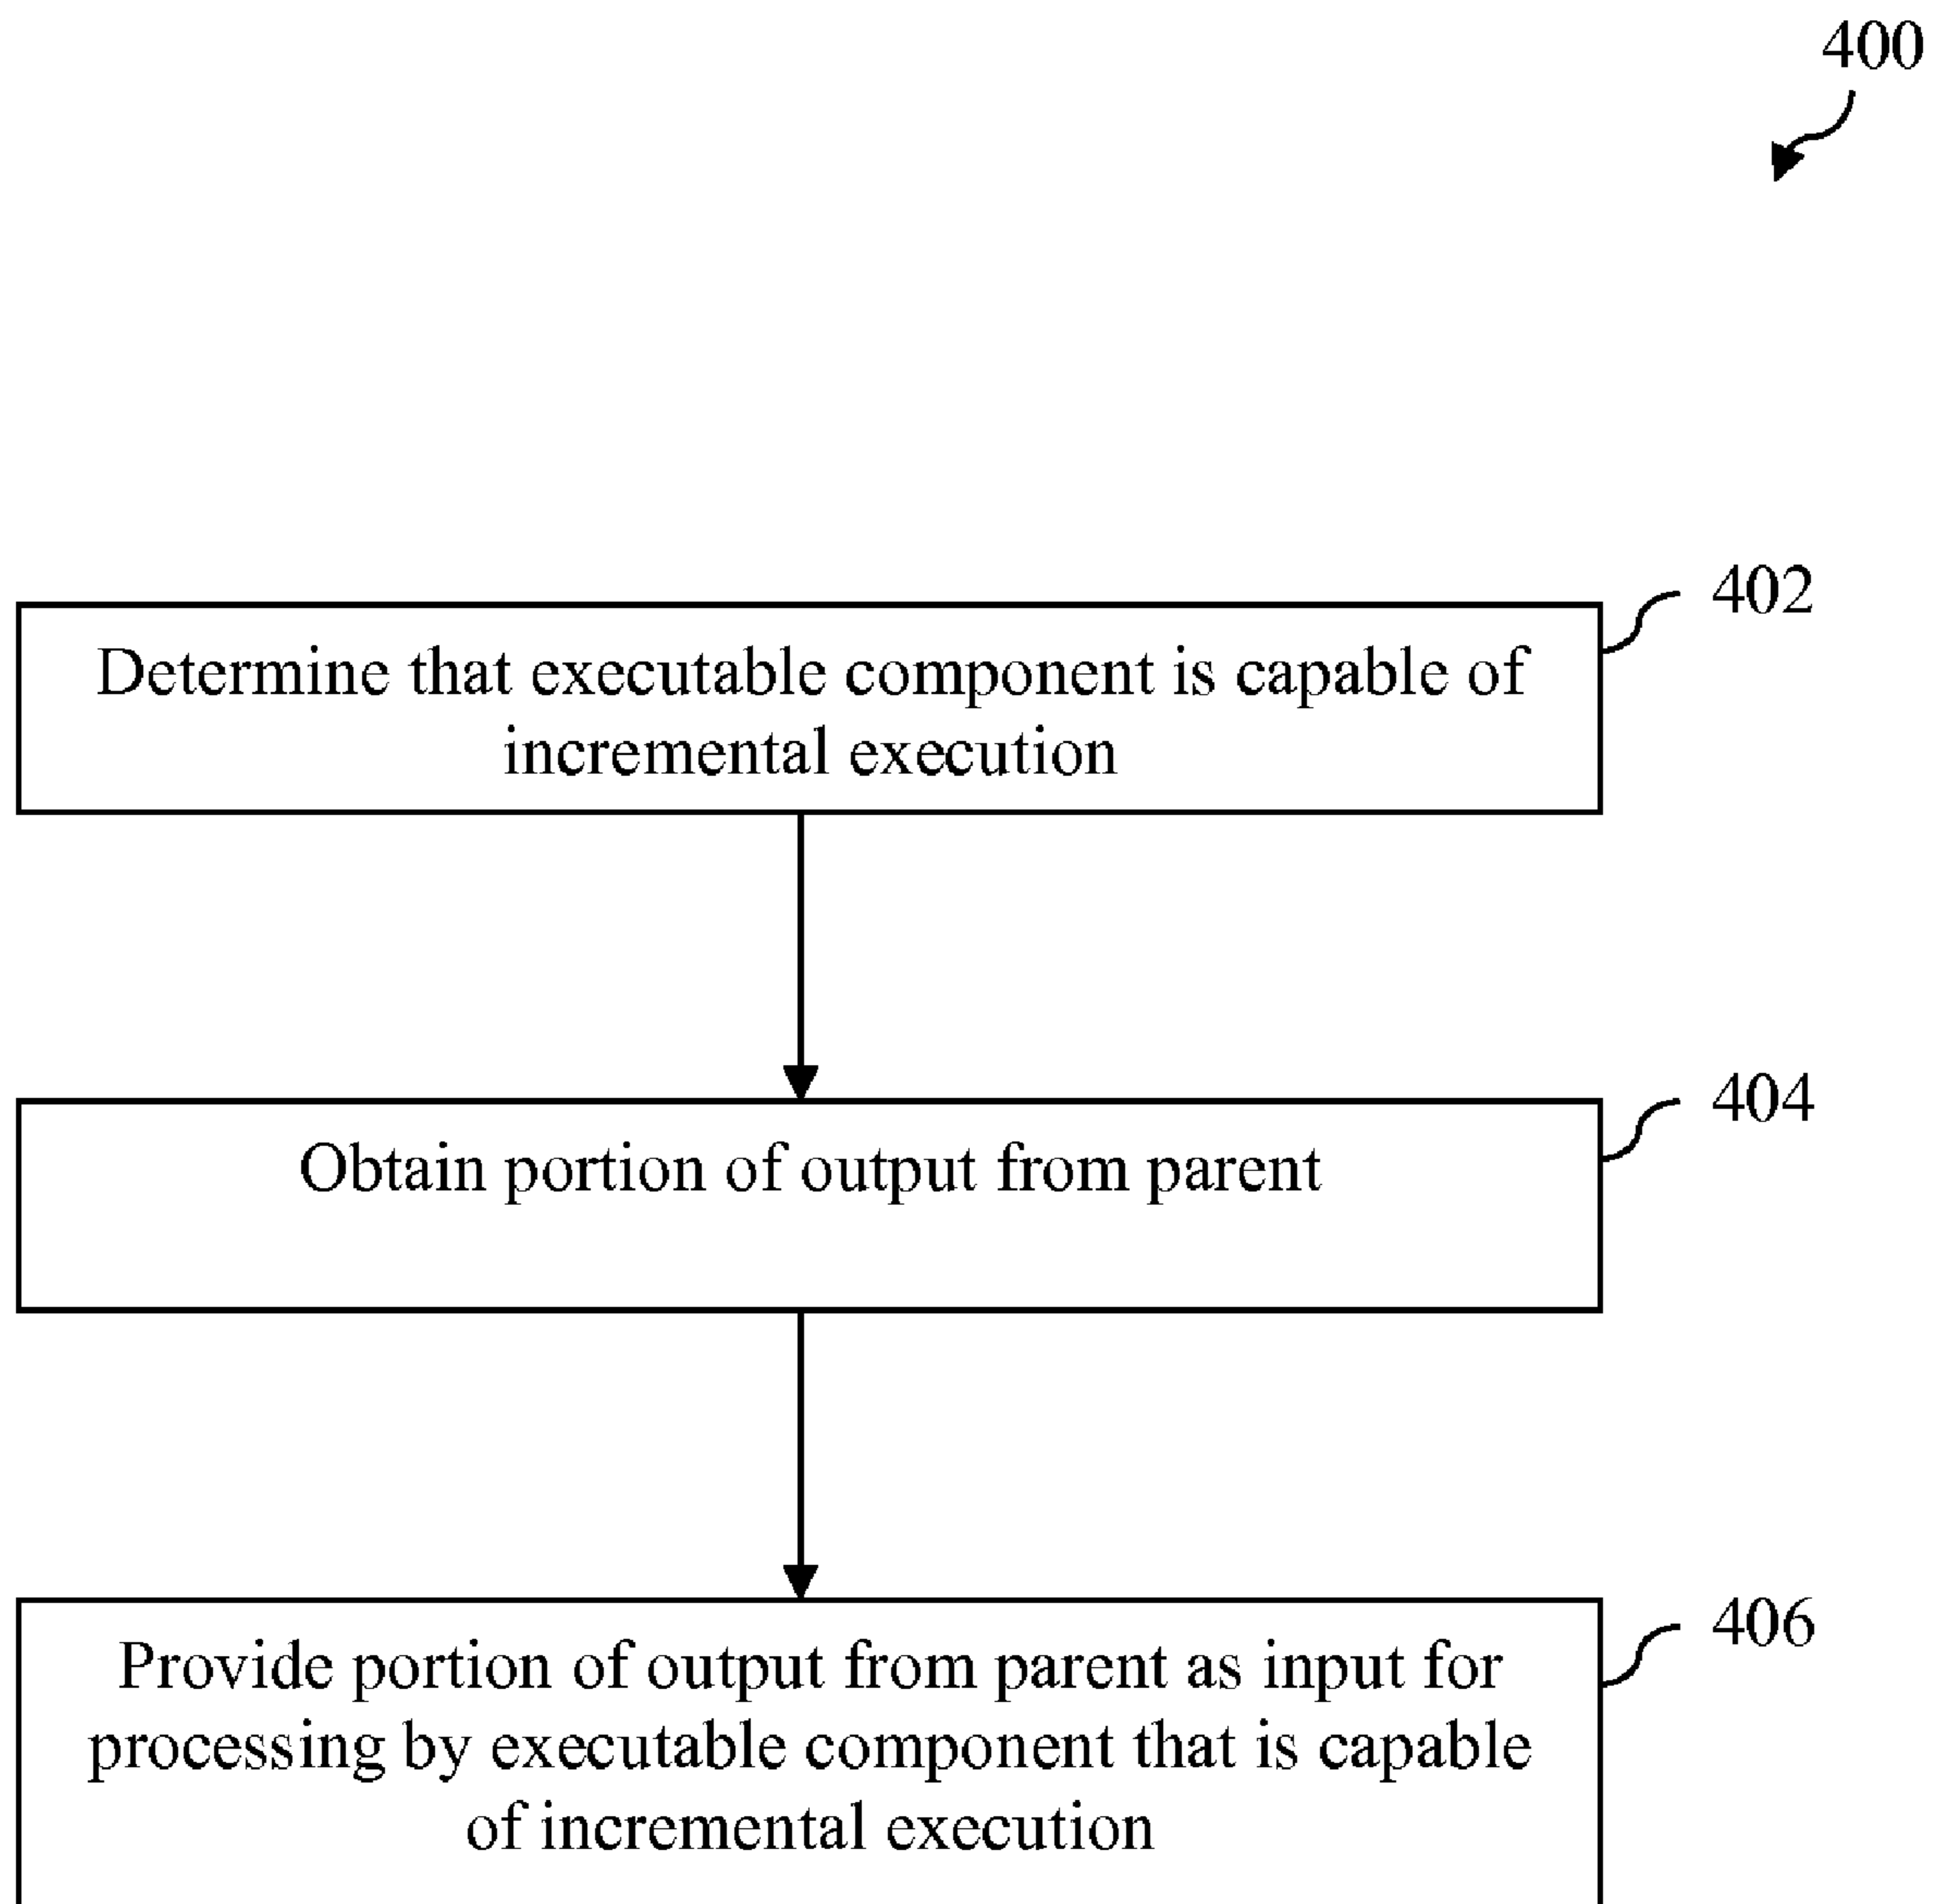 400
402
Determine that executable component is capable of
incremental execution
404
Obtain portion of output from parent
406
Provide portion of output from parent as input for
processing by executable component that is capable
of incremental execution